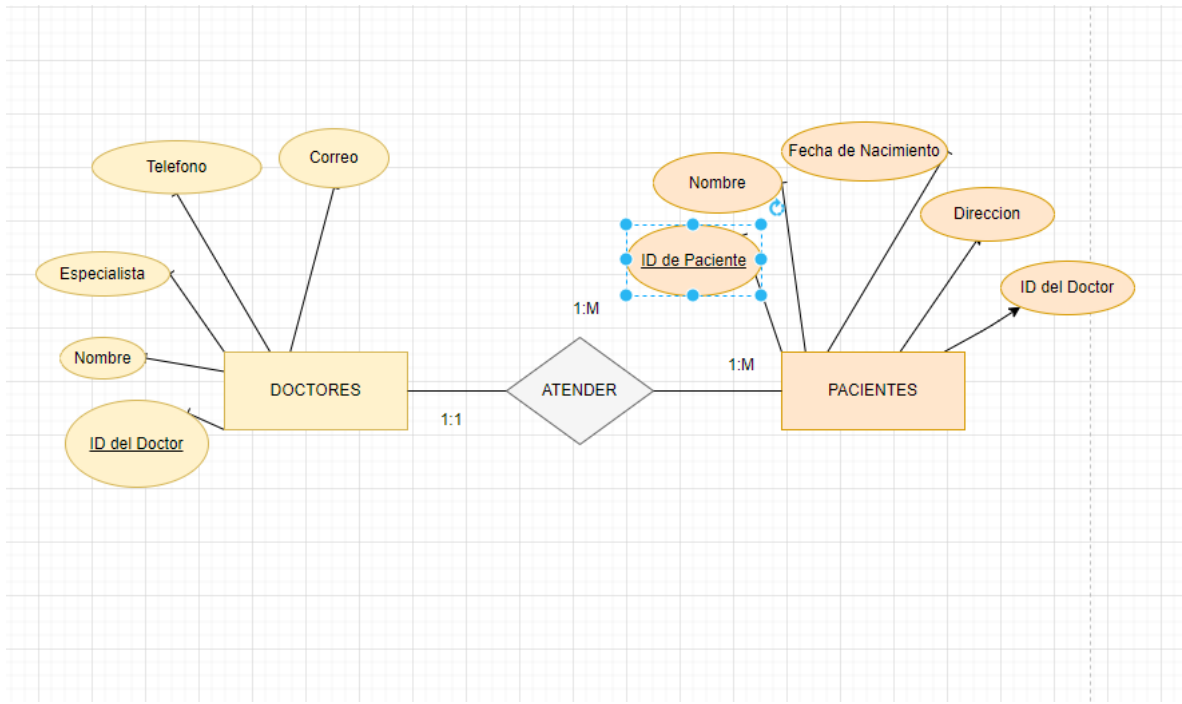 Telefono
Correo
Especialista
Nombre
ID del Doctor
DOCTORES
1:1
ATENDER
1:M
1:M
PACIENTES
ID de Paciente
Nombre
Fecha de Nacimiento
Direccion
ID del Doctor